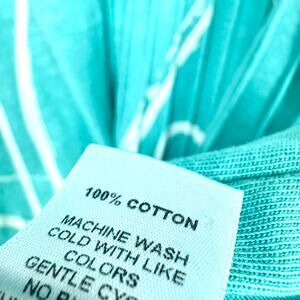 100% COTTON
MACHINE WASH
COLD WITH LIKE
COLORS
GENTLE
NO